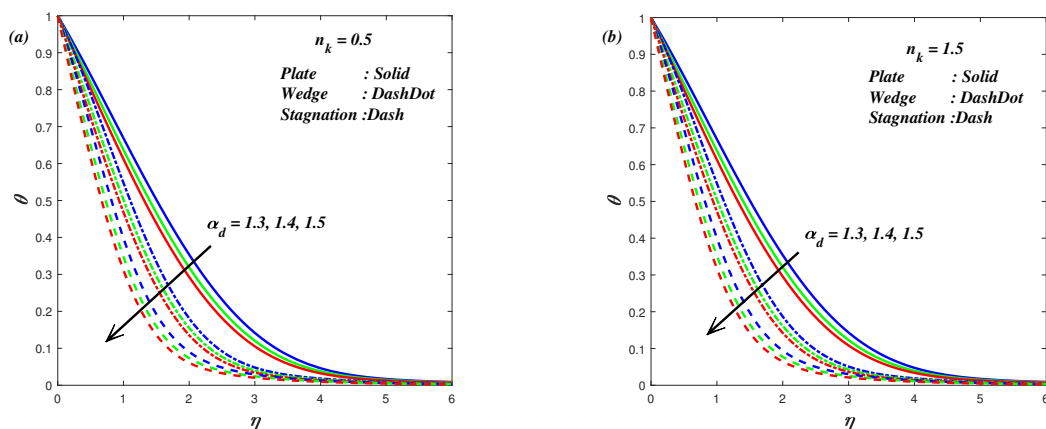 (a)
n_k = 0.5
Plate : Solid
Wedge : DashDot
Stagnation :Dash
α_d = 1.3, 1.4, 1.5
θ
1
0.9
0.8
0.7
0.6
0.5
0.4
0.3
0.2
0.1
0
0 1 2 3 4 5 6
η
(b)
n_k = 1.5
Plate : Solid
Wedge : DashDot
Stagnation :Dash
α_d = 1.3, 1.4, 1.5
θ
1
0.9
0.8
0.7
0.6
0.5
0.4
0.3
0.2
0.1
0
0 1 2 3 4 5 6
η